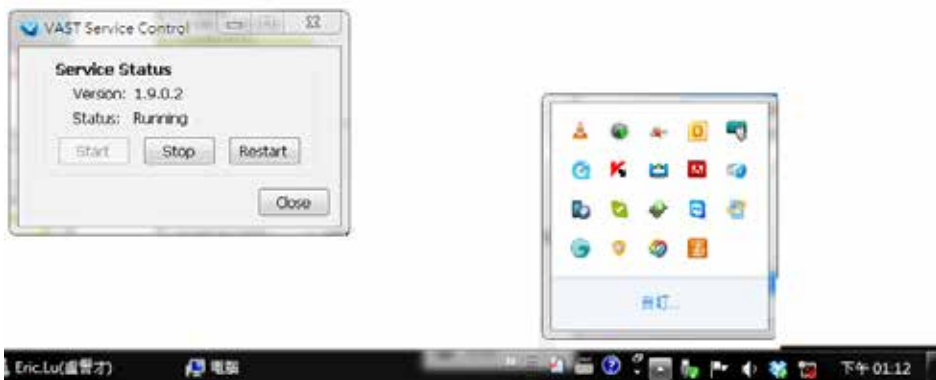 VAST Service Control
Service Status
Version: 1.9.0.2
Status: Running
Start
Stop
Restart
Close
自訂...
Eric.Lu(盧督才)
電腦
下午 01:12